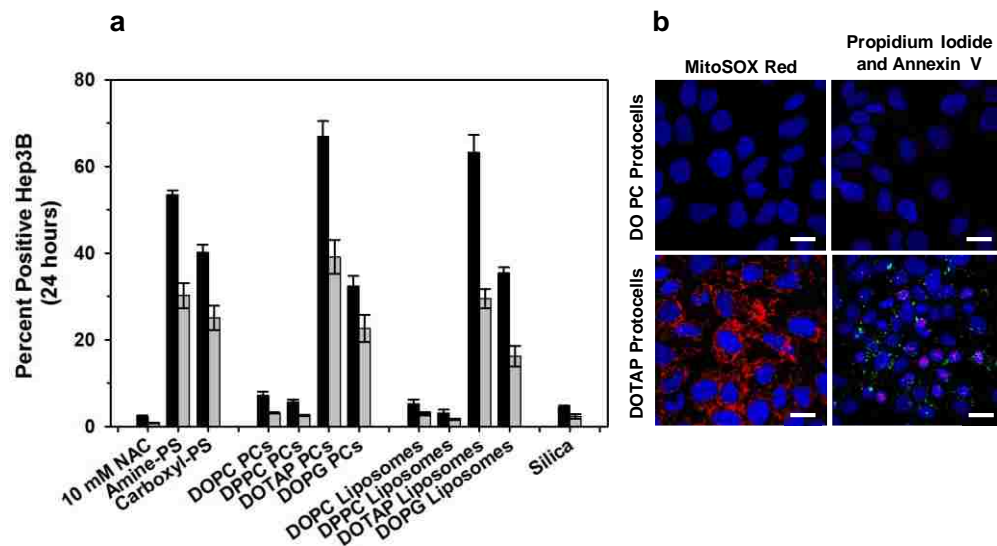 a
b
Percent Positive Hep3B
(24 hours)
80
60
40
20
0
10 mM NAC
Amine-PS
Carboxyl-PS
DOPC PCs
DPPC PCs
DOTAP PCs
DOPG PCs
DOPC Liposomes
DPPC Liposomes
DOTAP Liposomes
DOPG Liposomes
Silica
MitoSOX Red
Propidium Iodide
and Annexin V
DO PC Protocells
DOTAP Protocells